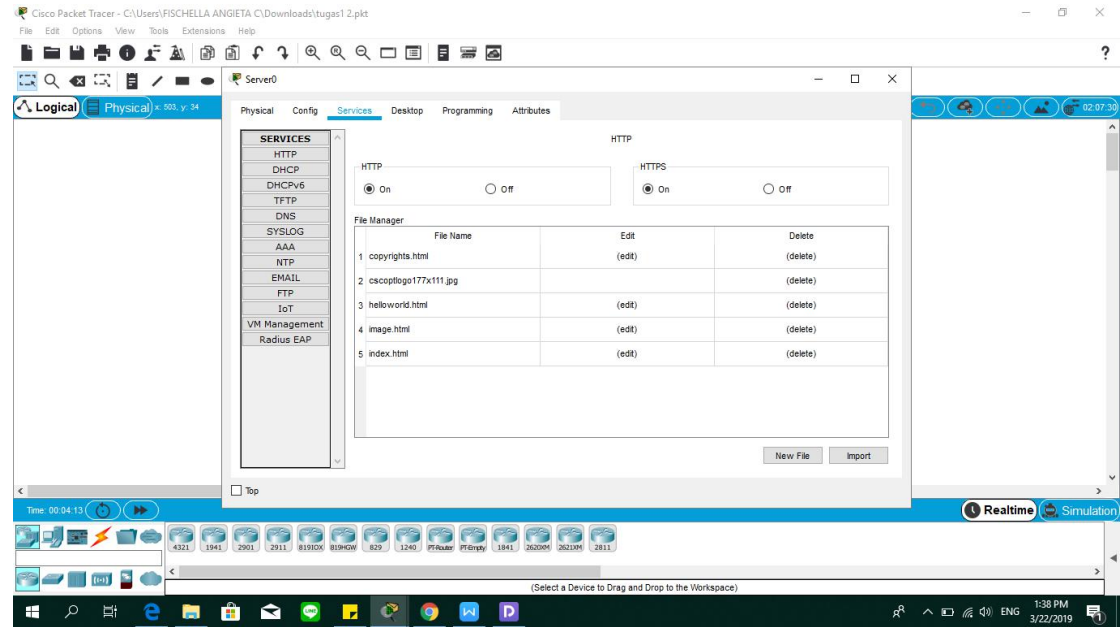 Cisco Packet Tracer - C:\Users\FISCHELLA ANGIETA C\Downloads\tugas1 2.pkt
File Edit Options View Tools Extensions Help
?
Logical Physical x: 503, y: 34
02:07:30
Server0
Physical Config Services Desktop Programming Attributes
SERVICES
HTTP
DHCP
DHCPv6
TFTP
DNS
SYSLOG
AAA
NTP
EMAIL
FTP
IoT
VM Management
Radius EAP
HTTP
HTTP
On Off
HTTPS
On Off
File Manager
File Name Edit Delete
1 copyrights.html (edit) (delete)
2 cscoptlogo177x111.jpg (delete)
3 helloworld.html (edit) (delete)
4 image.html (edit) (delete)
5 index.html (edit) (delete)
New File Import
Top
Time: 00:04:13
Realtime Simulation
4321 1941 2901 2911 819IOX 819HGW 829 1240 PT-Router PT-Empty 1841 2620XM 2621XM 2811
(Select a Device to Drag and Drop to the Workspace)
ENG
1:38 PM
3/22/2019